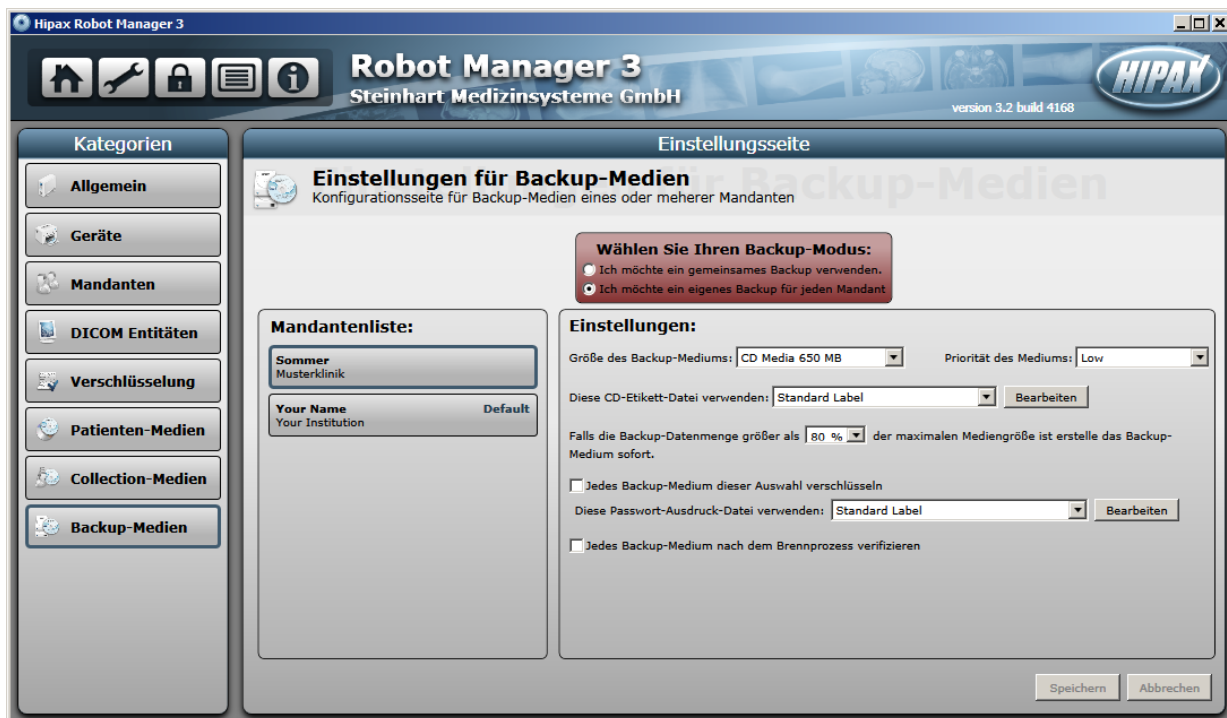 Hipax Robot Manager 3
Robot Manager 3
Steinhart Medizinsysteme GmbH
version 3.2 build 4168
HIPAX
Kategorien
Allgemein
Geräte
Mandanten
DICOM Entitäten
Verschlüsselung
Patienten-Medien
Collection-Medien
Backup-Medien
Einstellungsseite
Einstellungen für Backup-Medien
Konfigurationsseite für Backup-Medien eines oder meherer Mandanten
Wählen Sie Ihren Backup-Modus:
Ich möchte ein gemeinsames Backup verwenden.
Ich möchte ein eigenes Backup für jeden Mandant
Mandantenliste:
Sommer
Musterklinik
Your Name Default
Your Institution
Einstellungen:
Größe des Backup-Mediums: CD Media 650 MB Priorität des Mediums: Low
Diese CD-Etikett-Datei verwenden: Standard Label Bearbeiten
Falls die Backup-Datenmenge größer als 80 % der maximalen Mediengröße ist erstelle das Backup-
Medium sofort.
Jedes Backup-Medium dieser Auswahl verschlüsseln
Diese Passwort-Ausdruck-Datei verwenden: Standard Label Bearbeiten
Jedes Backup-Medium nach dem Brennprozess verifizieren
Speichern Abbrechen